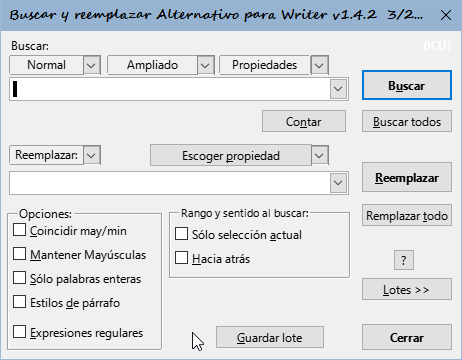 Buscar y reemplazar Alternativo para Writer v1.4.2 3/2...
Buscar: (ICU)
Normal Ampliado Propiedades
Buscar
Contar Buscar todos
Reemplazar: Escoger propiedad
Reemplazar
Opciones: Rango y sentido al buscar: Remplazar todo
Coincidir may/min Sólo selección actual
Mantener Mayúsculas Hacia atrás ?
Sólo palabras enteras
Lotes >>
Estilos de párrafo
Expresiones regulares Guardar lote Cerrar